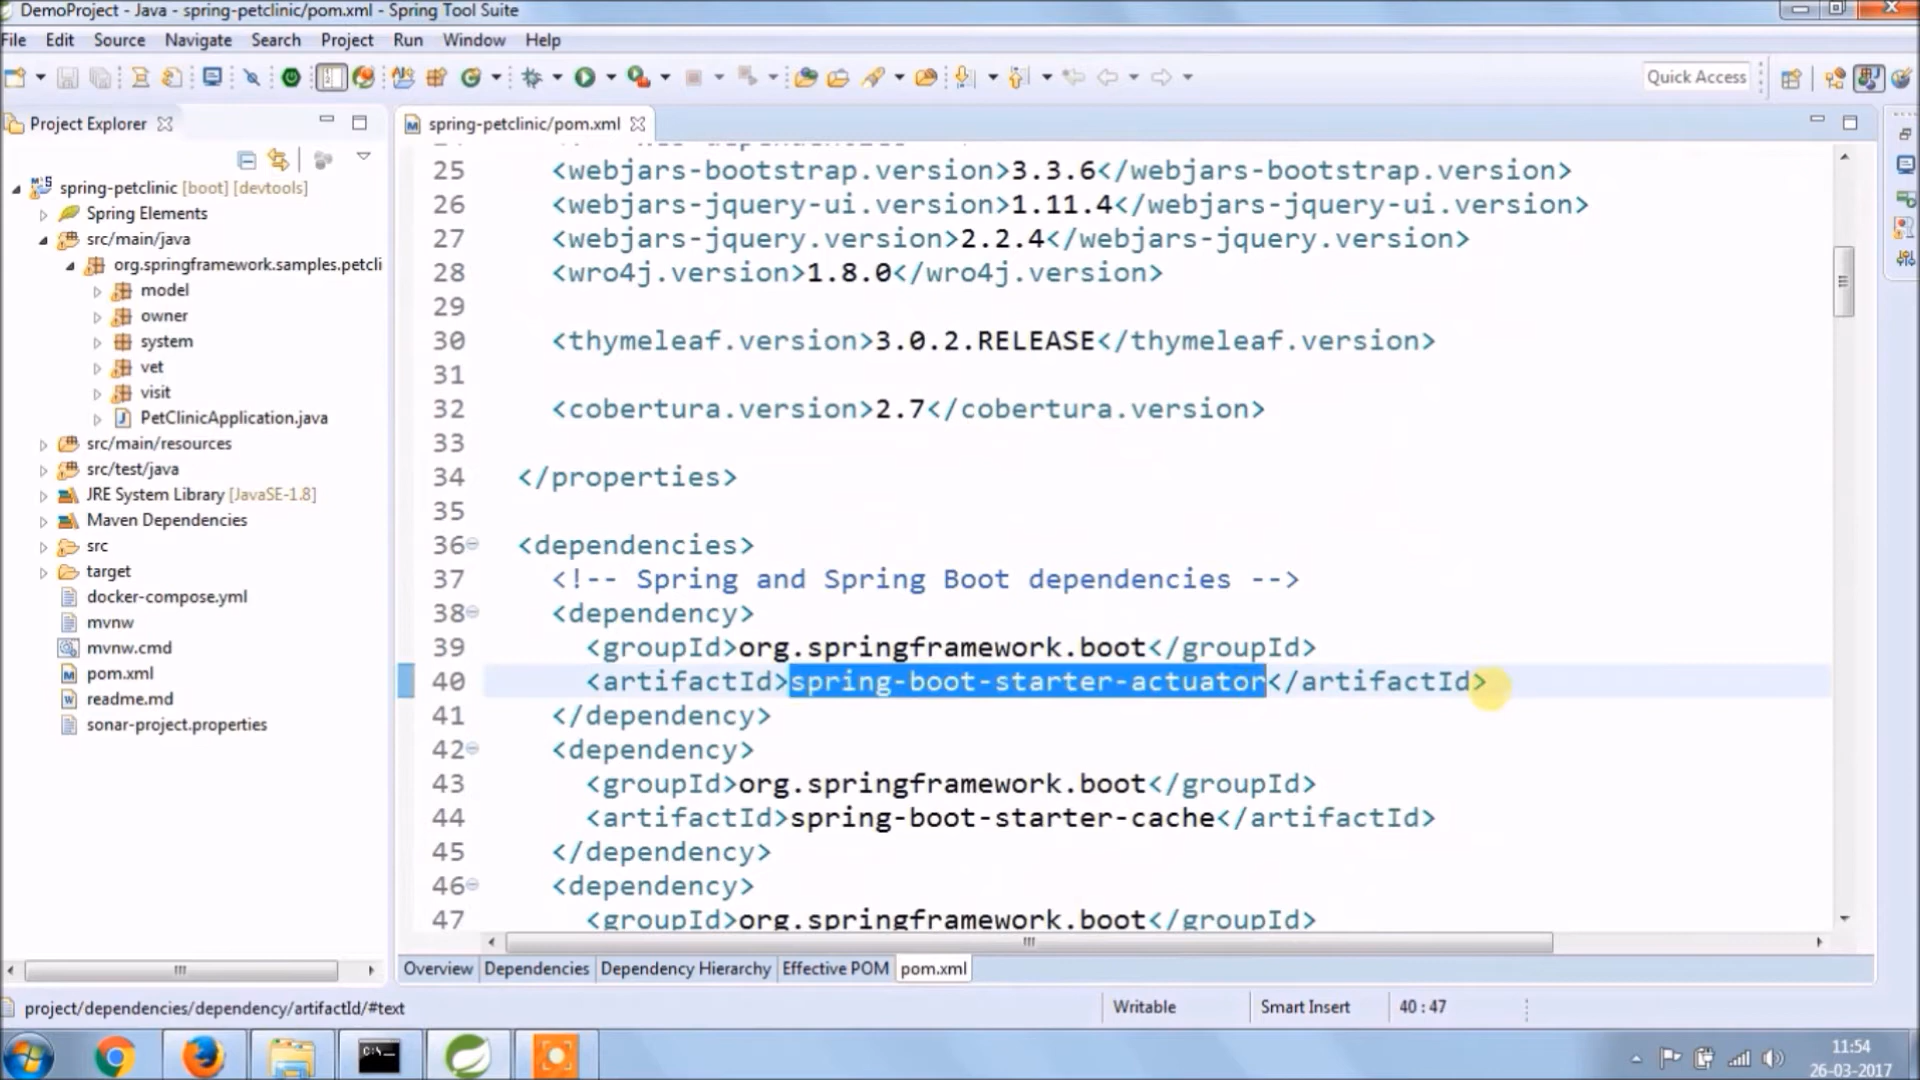 DemoProject - Java - spring-petclinic/pom.xml - Spring Tool Suite
File Edit Source Navigate Search Project Run Window Help
Quick Access
Project Explorer
spring-petclinic/pom.xml
spring-petclinic [boot] [devtools]
Spring Elements
src/main/java
org.springframework.samples.petcli
model
owner
system
vet
visit
PetClinicApplication.java
src/main/resources
src/test/java
JRE System Library [JavaSE-1.8]
Maven Dependencies
src
target
docker-compose.yml
mvnw
mvnw.cmd
pom.xml
readme.md
sonar-project.properties
25 <webjars-bootstrap.version>3.3.6</webjars-bootstrap.version>
26 <webjars-jquery-ui.version>1.11.4</webjars-jquery-ui.version>
27 <webjars-jquery.version>2.2.4</webjars-jquery.version>
28 <wro4j.version>1.8.0</wro4j.version>
29
30 <thymeleaf.version>3.0.2.RELEASE</thymeleaf.version>
31
32 <cobertura.version>2.7</cobertura.version>
33
34 </properties>
35
36 <dependencies>
37 <!-- Spring and Spring Boot dependencies -->
38 <dependency>
39 <groupId>org.springframework.boot</groupId>
40 <artifactId>spring-boot-starter-actuator</artifactId>
41 </dependency>
42 <dependency>
43 <groupId>org.springframework.boot</groupId>
44 <artifactId>spring-boot-starter-cache</artifactId>
45 </dependency>
46 <dependency>
47 <groupId>org.springframework.boot</groupId>
Overview Dependencies Dependency Hierarchy Effective POM pom.xml
project/dependencies/dependency/artifactId/#text
Writable
Smart Insert
40 : 47
11:54
26-03-2017